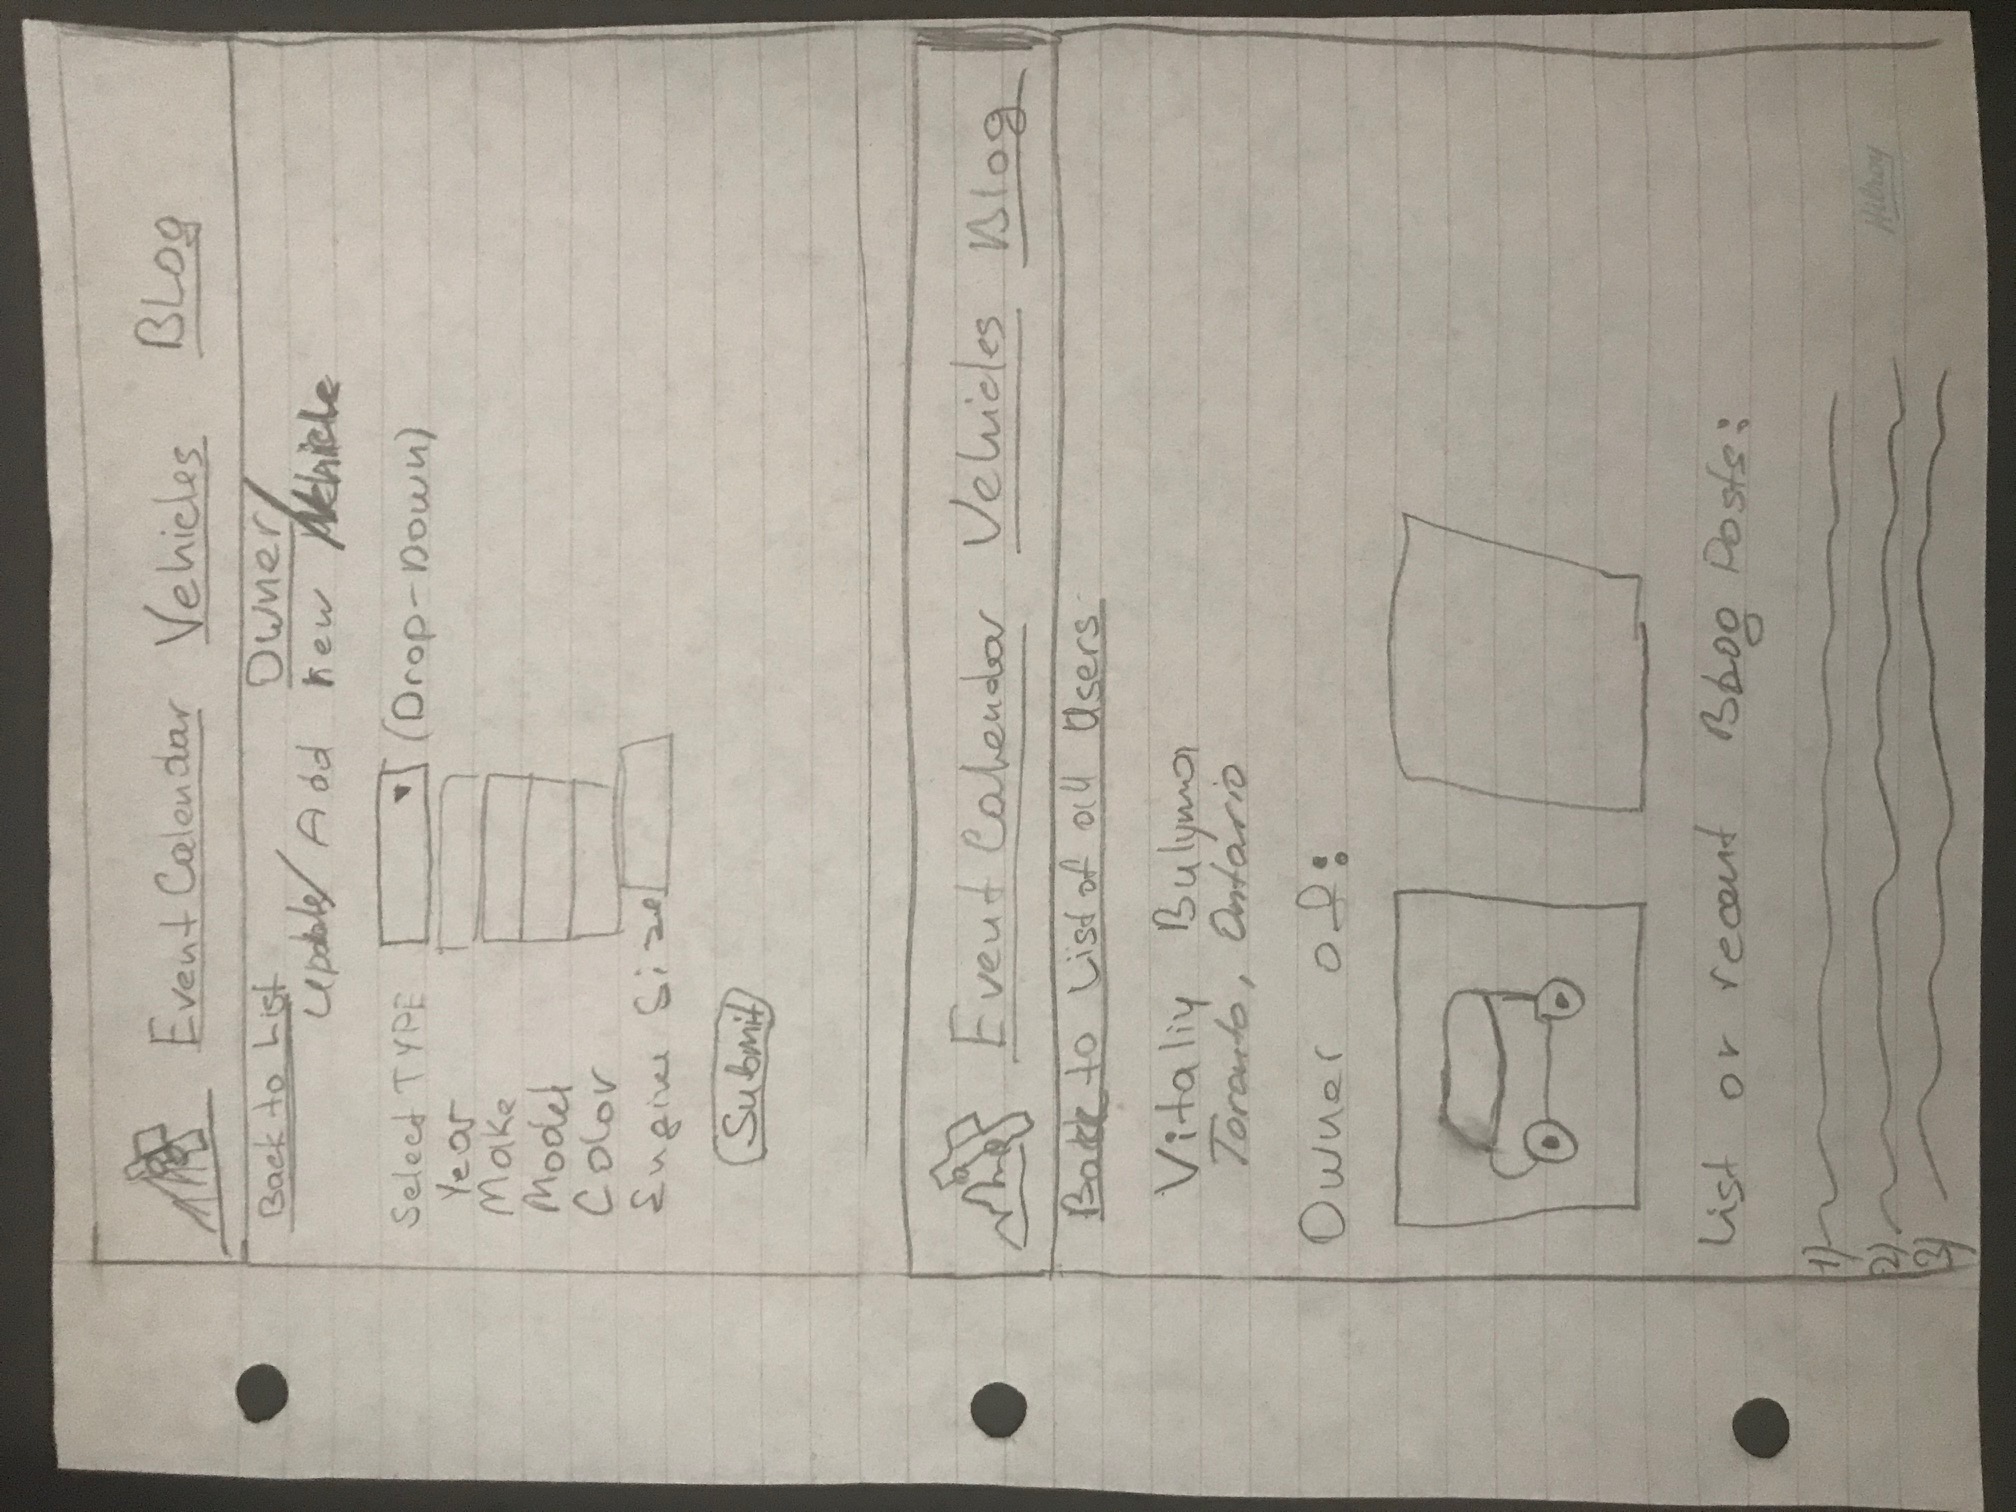 Event Calendar Vehicles BLog
Back to List
Owner/
Update/ Add new /Vehicle
Select TYPE (Drop-Down)
Year
Make
Model
Color
Engine Size
Submit
Event Calendar Vehicles Blog
Back to List of all Users
Vitaliy Bulyma
Toronto, Ontario
Owner of:
List or recent Blog Posts:
1)
2)
3)
Hilroy